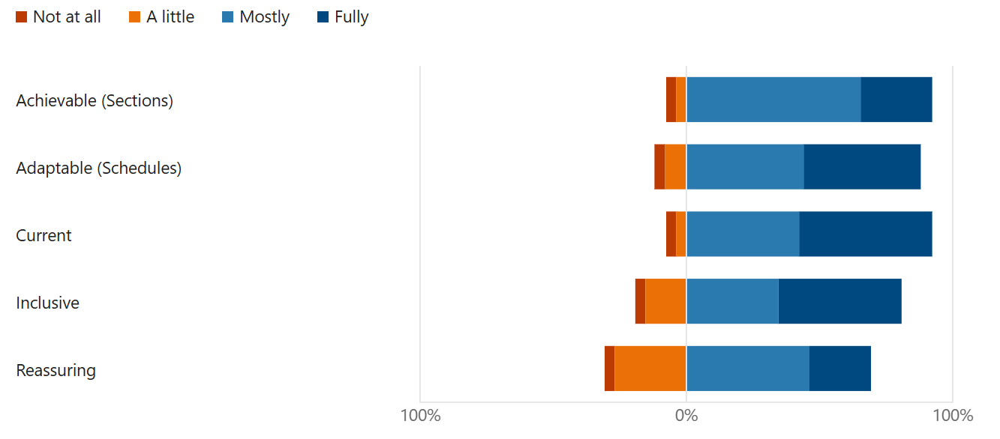 Not at all A little Mostly Fully
Achievable (Sections)
Adaptable (Schedules)
Current
Inclusive
Reassuring
100% 0% 100%